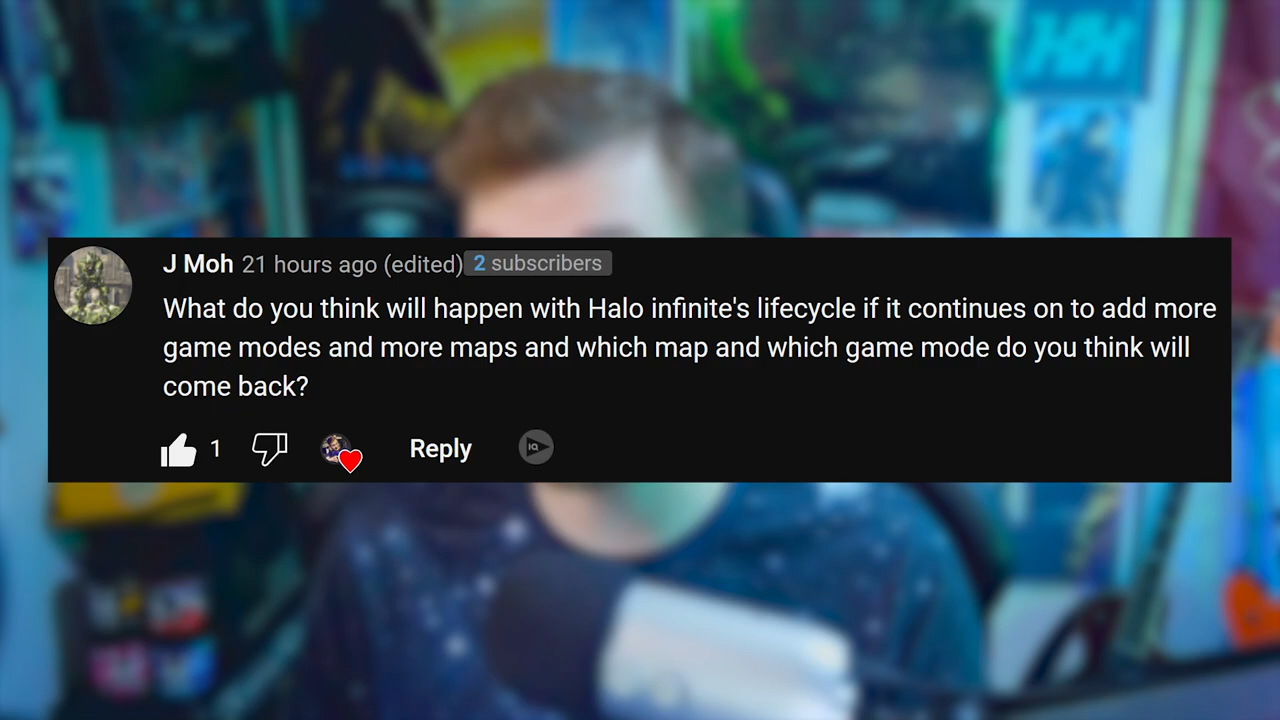 J Moh 21 hours ago (edited) 2 subscribers
What do you think will happen with Halo infinite's lifecycle if it continues on to add more
game modes and more maps and which map and which game mode do you think will
come back?
1 Reply IQ